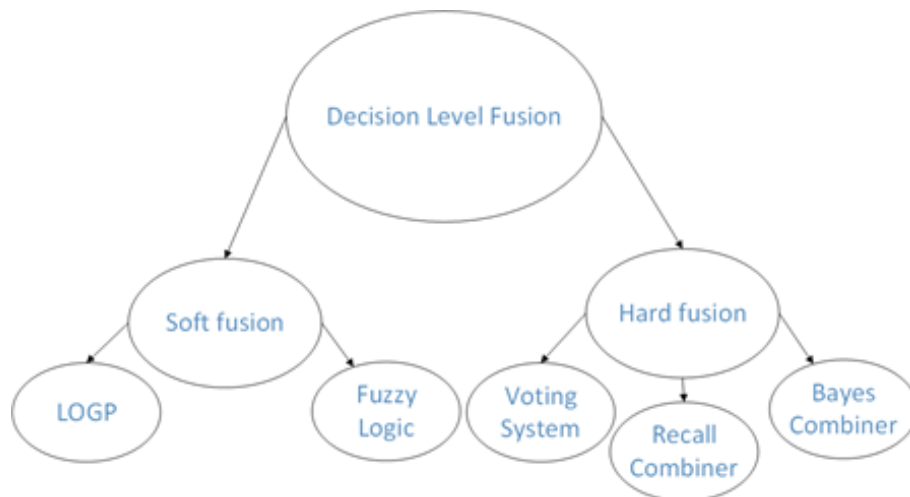 Decision Level Fusion
Soft fusion
Hard fusion
LOGP
Fuzzy
Logic
Voting
System
Recall
Combiner
Bayes
Combiner